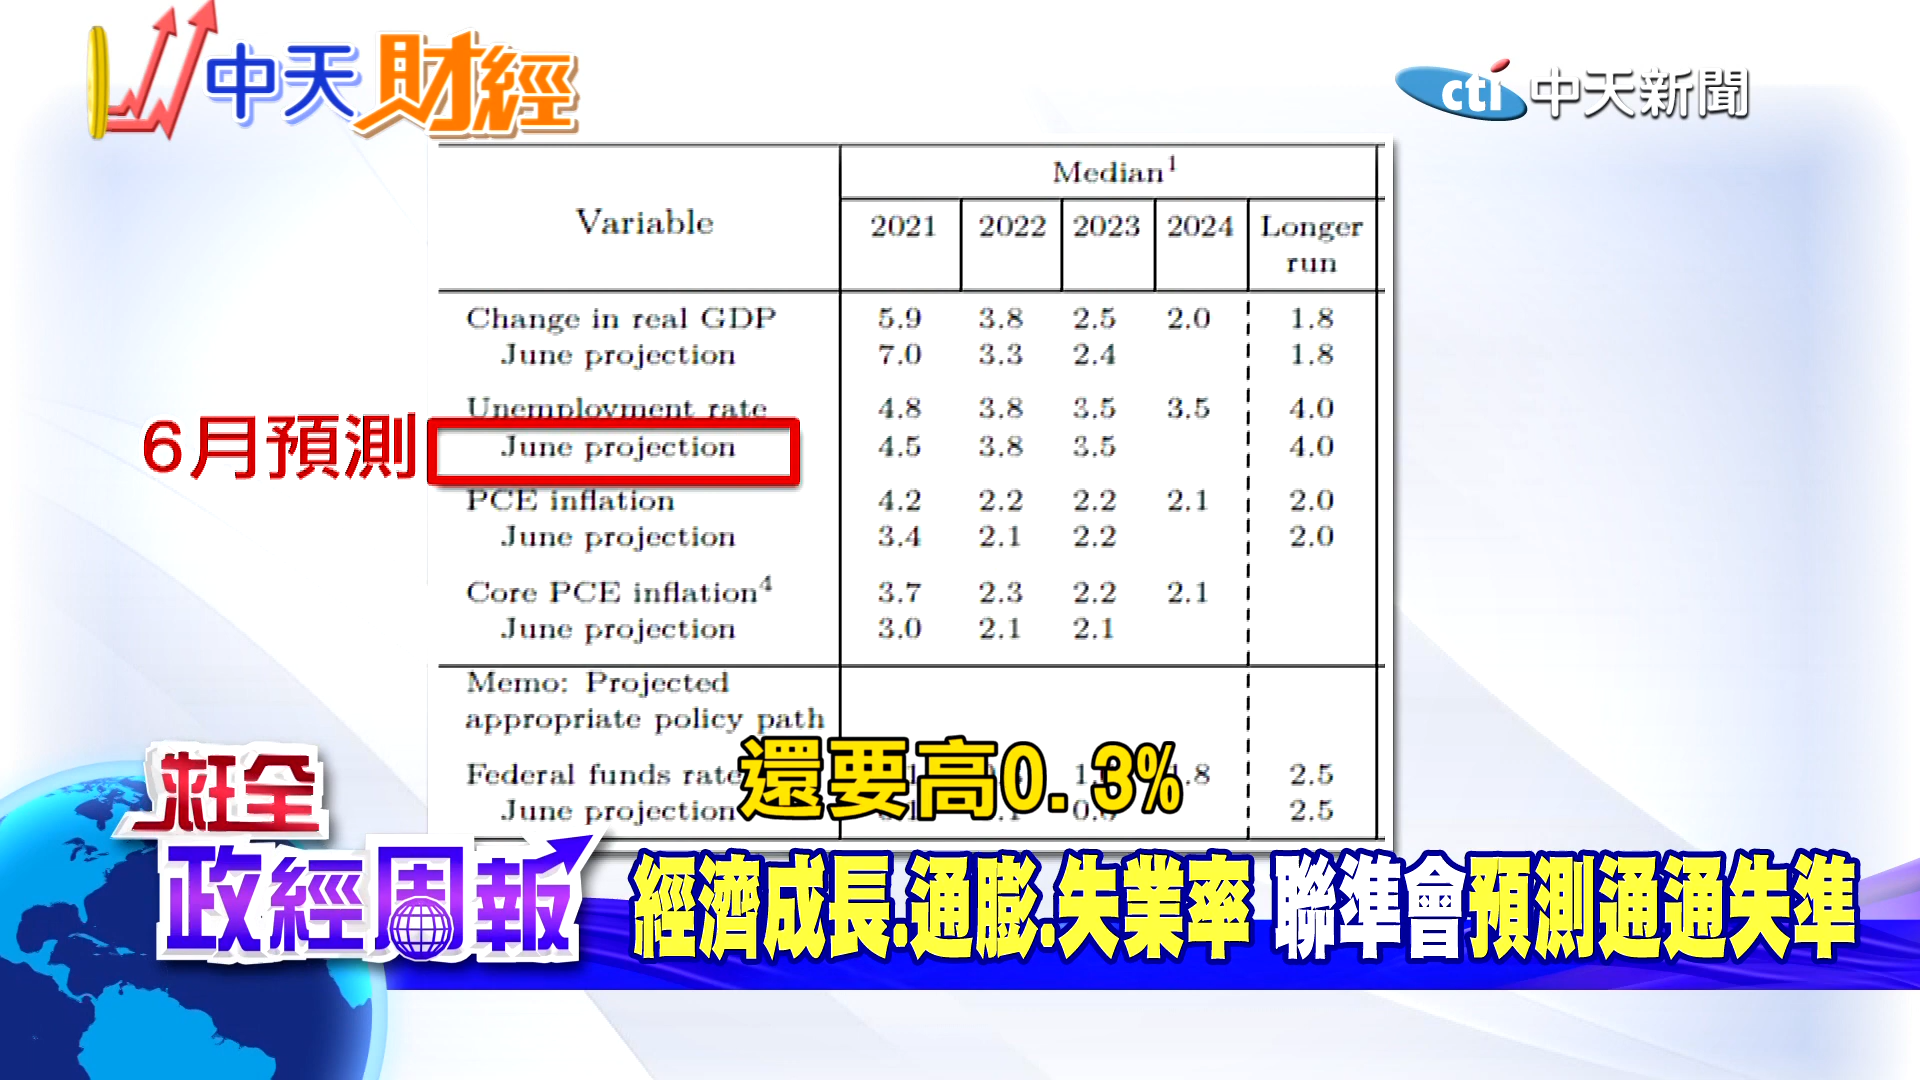 中天財經
cti 中天新聞
Median¹
Variable 2021 2022 2023 2024 Longer run
Change in real GDP 5.9 3.8 2.5 2.0 1.8
June projection 7.0 3.3 2.4 1.8
Unemployment rate 4.8 3.8 3.5 3.5 4.0
6月預測 June projection 4.5 3.8 3.5 4.0
PCE inflation 4.2 2.2 2.2 2.1 2.0
June projection 3.4 2.1 2.2 2.0
Core PCE inflation⁴ 3.7 2.3 2.2 2.1
June projection 3.0 2.1 2.1
Memo: Projected
appropriate policy path
Federal funds rate 2.5
June projection 2.5
還要高0.3%
全球
政經周報
經濟成長.通膨.失業率 聯準會預測通通失準